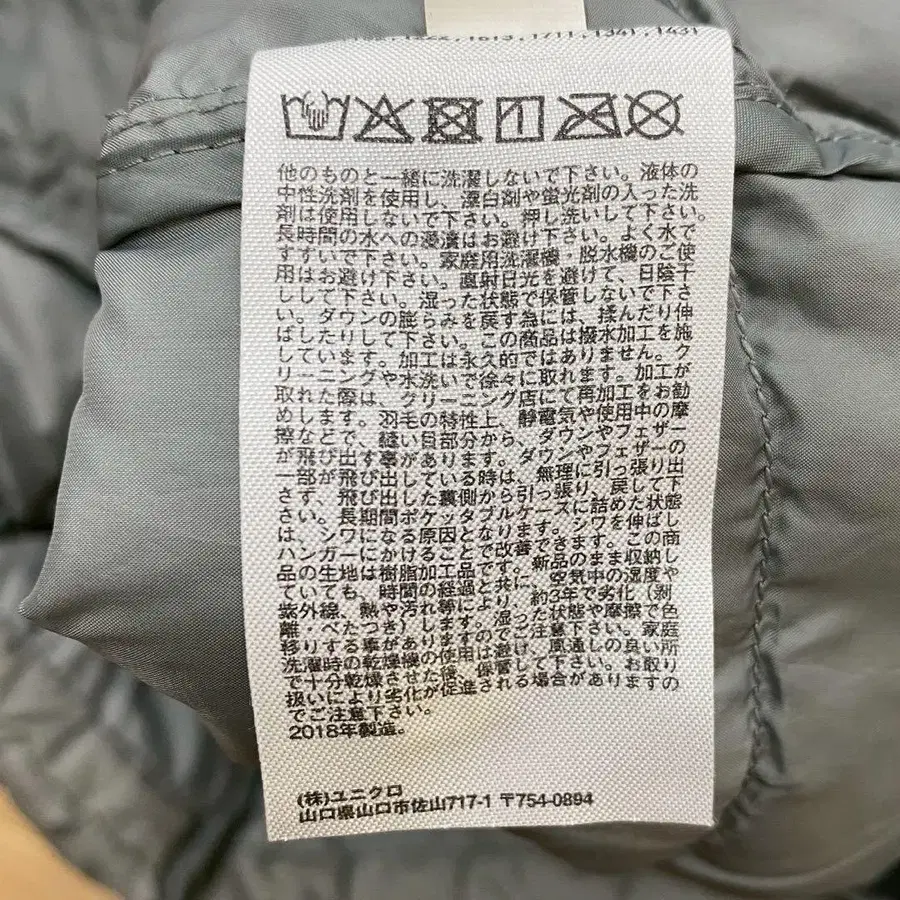 他のものと一緒に洗濯しないで下さい。液体の
中性洗剤を使用し、漂白剤や蛍光剤の入った洗
剤は使用しないで下さい。押し洗いして下さい。
長時間の水への浸漬はお避け下さい。よく水で
すすいで下さい。家庭用洗濯機・脱水機のご使
用はお避け下さい。直射日光を避けて、日陰干
しして下さい。湿った状態で保管しないで下さ
い。ダウンの膨らみを戻す為には、揉んだり伸
ばしたりして下さい。この商品は撥水加工を施
しています。加工は永久的ではありません。ク
リーニングや水洗いで徐々に取れます。加工が
取れた際は、クリーニング店にて再加工をお勧
めします。羽毛の特性上、静電気や使用中の摩
擦などで、縫い目部分から、ダウンやフェザー
が飛び出す事があります。ダウンやフェザーの
一部が飛び出している時は、無理に引っ張り出
さず、飛び出した裏側から引っ張り、戻して下
さい。長期間ポケッタブルケースに詰めた状態
は、シワになる原因となります。シワを伸ばし
ハンガーにかけることで改善できます。この商
品の生地は樹脂加工品です。新品のまま収納し
ていても、時間の経過と共に、空気中の湿度や
紫外線、熱や汚れ等により、約3年で劣化（剥
離・べたつき）します。湿った状態や摩擦で色
移りする事がありますのでご注意下さい。家庭
洗濯時の乾燥機の使用は避け、風通しの良い所
で十分乾燥させた後、保管して下さい。お取り
扱いにより劣化が促進される場合がありますの
でご注意下さい。
2018年製造。
(株)ユニクロ
山口県山口市佐山717-1 〒754-0894